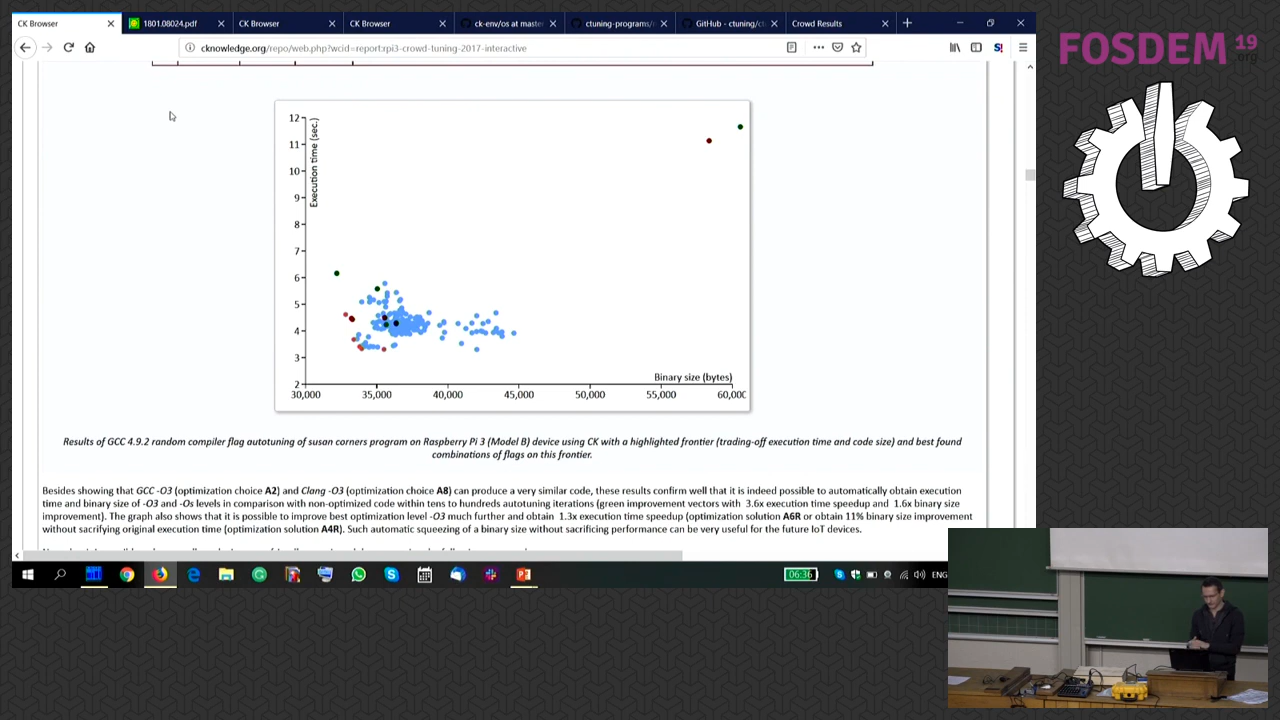 CK Browser
1801.08024.pdf
CK Browser
CK Browser
ck-env/os at master
ctuning-programs/
GitHub - ctuning/ct
Crowd Results
cknowledge.org/repo/web.php?wcid=report:rpi3-crowd-tuning-2017-interactive
FOSDEM 19
.org
12
11
10
9
8
7
6
5
4
3
2
Execution time (sec.)
Binary size (bytes)
30,000 35,000 40,000 45,000 50,000 55,000 60,000
Results of GCC 4.9.2 random compiler flag autotuning of susan corners program on Raspberry Pi 3 (Model B) device using CK with a highlighted frontier (trading-off execution time and code size) and best found
combinations of flags on this frontier.
Besides showing that GCC -O3 (optimization choice A2) and Clang -O3 (optimization choice A8) can produce a very similar code, these results confirm well that it is indeed possible to automatically obtain execution
time and binary size of -O3 and -Os levels in comparison with non-optimized code within tens to hundreds autotuning iterations (green improvement vectors with 3.6x execution time speedup and 1.6x binary size
improvement). The graph also shows that it is possible to improve best optimization level -O3 much further and obtain 1.3x execution time speedup (optimization solution A6R or obtain 11% binary size improvement
without sacrifying original execution time (optimization solution A4R). Such automatic squeezing of a binary size without sacrificing performance can be very useful for the future IoT devices.
06:36
ENG